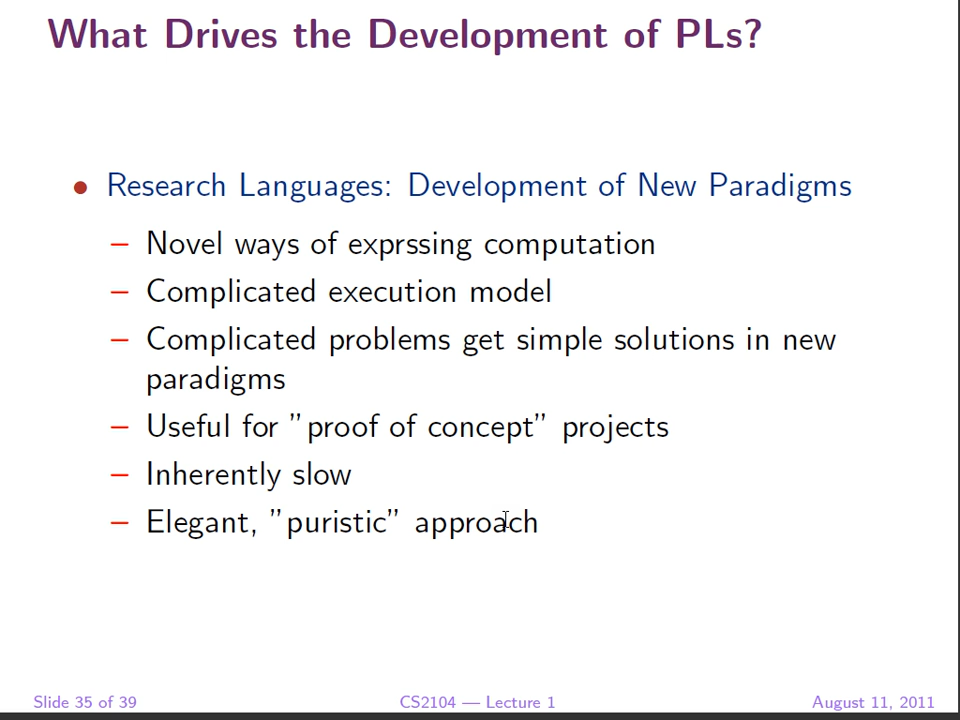 What Drives the Development of PLs?
• Research Languages: Development of New Paradigms
– Novel ways of exprssing computation
– Complicated execution model
– Complicated problems get simple solutions in new
paradigms
– Useful for ”proof of concept” projects
– Inherently slow
– Elegant, ”puristic” approach
Slide 35 of 39
CS2104 — Lecture 1
August 11, 2011